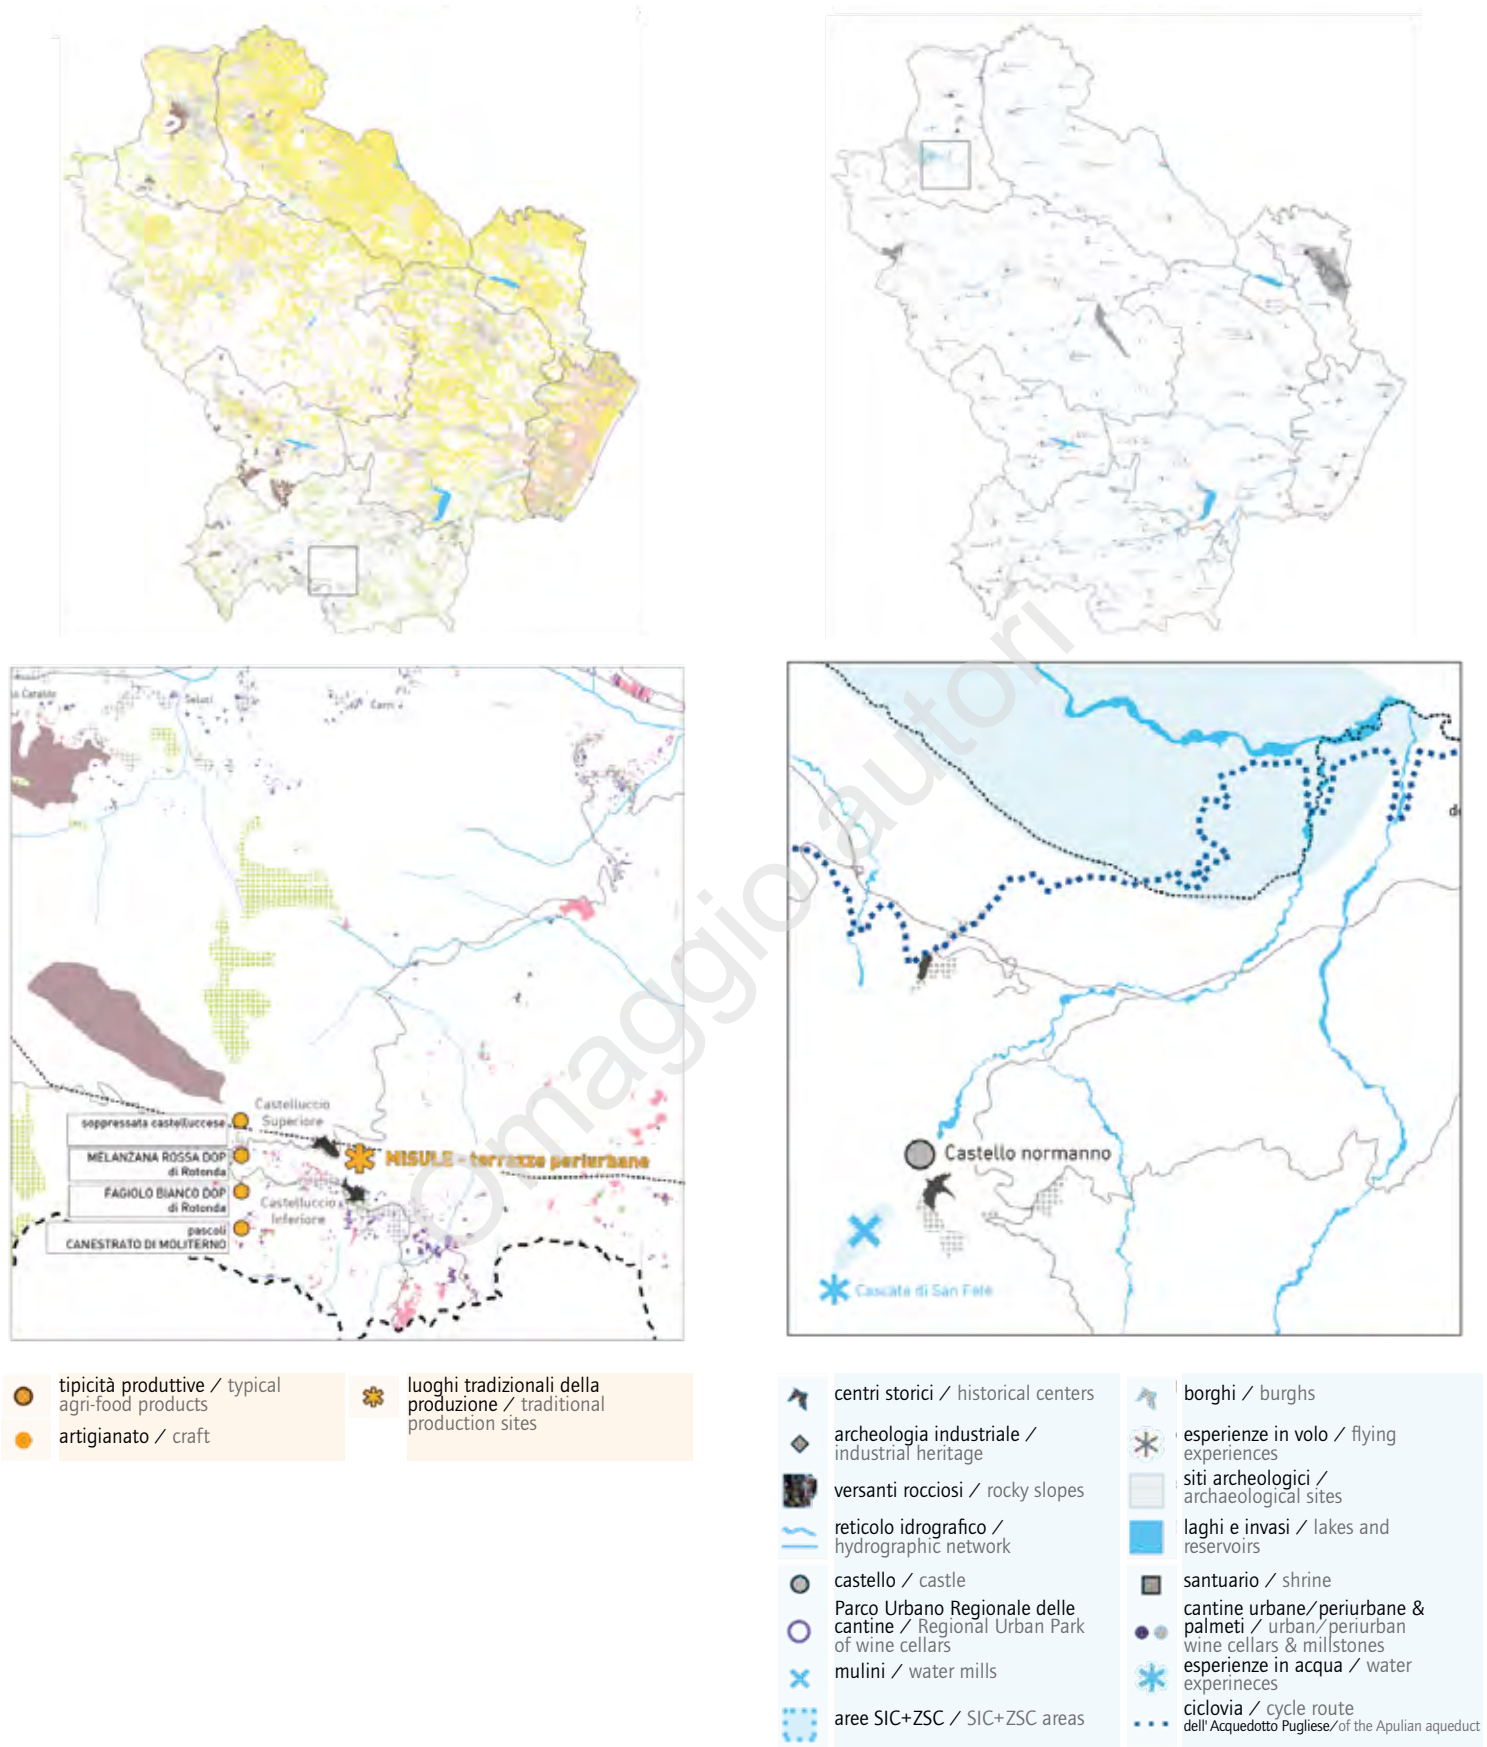 Seluci
Castelluccio
Superiore
soppressata castelluccese
MELANZANA ROSSA DOP
di Rotonda
MISULE - terrazze periurbane
FAGIOLO BIANCO DOP
di Rotonda
Castelluccio
Inferiore
pascoli
CANESTRATO DI MOLITERNO
Castello normanno
Cascate di San Fele
omaggio autori
tipicità produttive / typical
agri-food products
artigianato / craft
luoghi tradizionali della
produzione / traditional
production sites
centri storici / historical centers
archeologia industriale /
industrial heritage
versanti rocciosi / rocky slopes
reticolo idrografico /
hydrographic network
castello / castle
Parco Urbano Regionale delle
cantine / Regional Urban Park
of wine cellars
mulini / water mills
aree SIC+ZSC / SIC+ZSC areas
borghi / burghs
esperienze in volo / flying
experiences
siti archeologici /
archaeological sites
laghi e invasi / lakes and
reservoirs
santuario / shrine
cantine urbane/periurbane &
palmeti / urban/periurban
wine cellars & millstones
esperienze in acqua / water
experineces
ciclovia / cycle route
dell' Acquedotto Pugliese/of the Apulian aqueduct